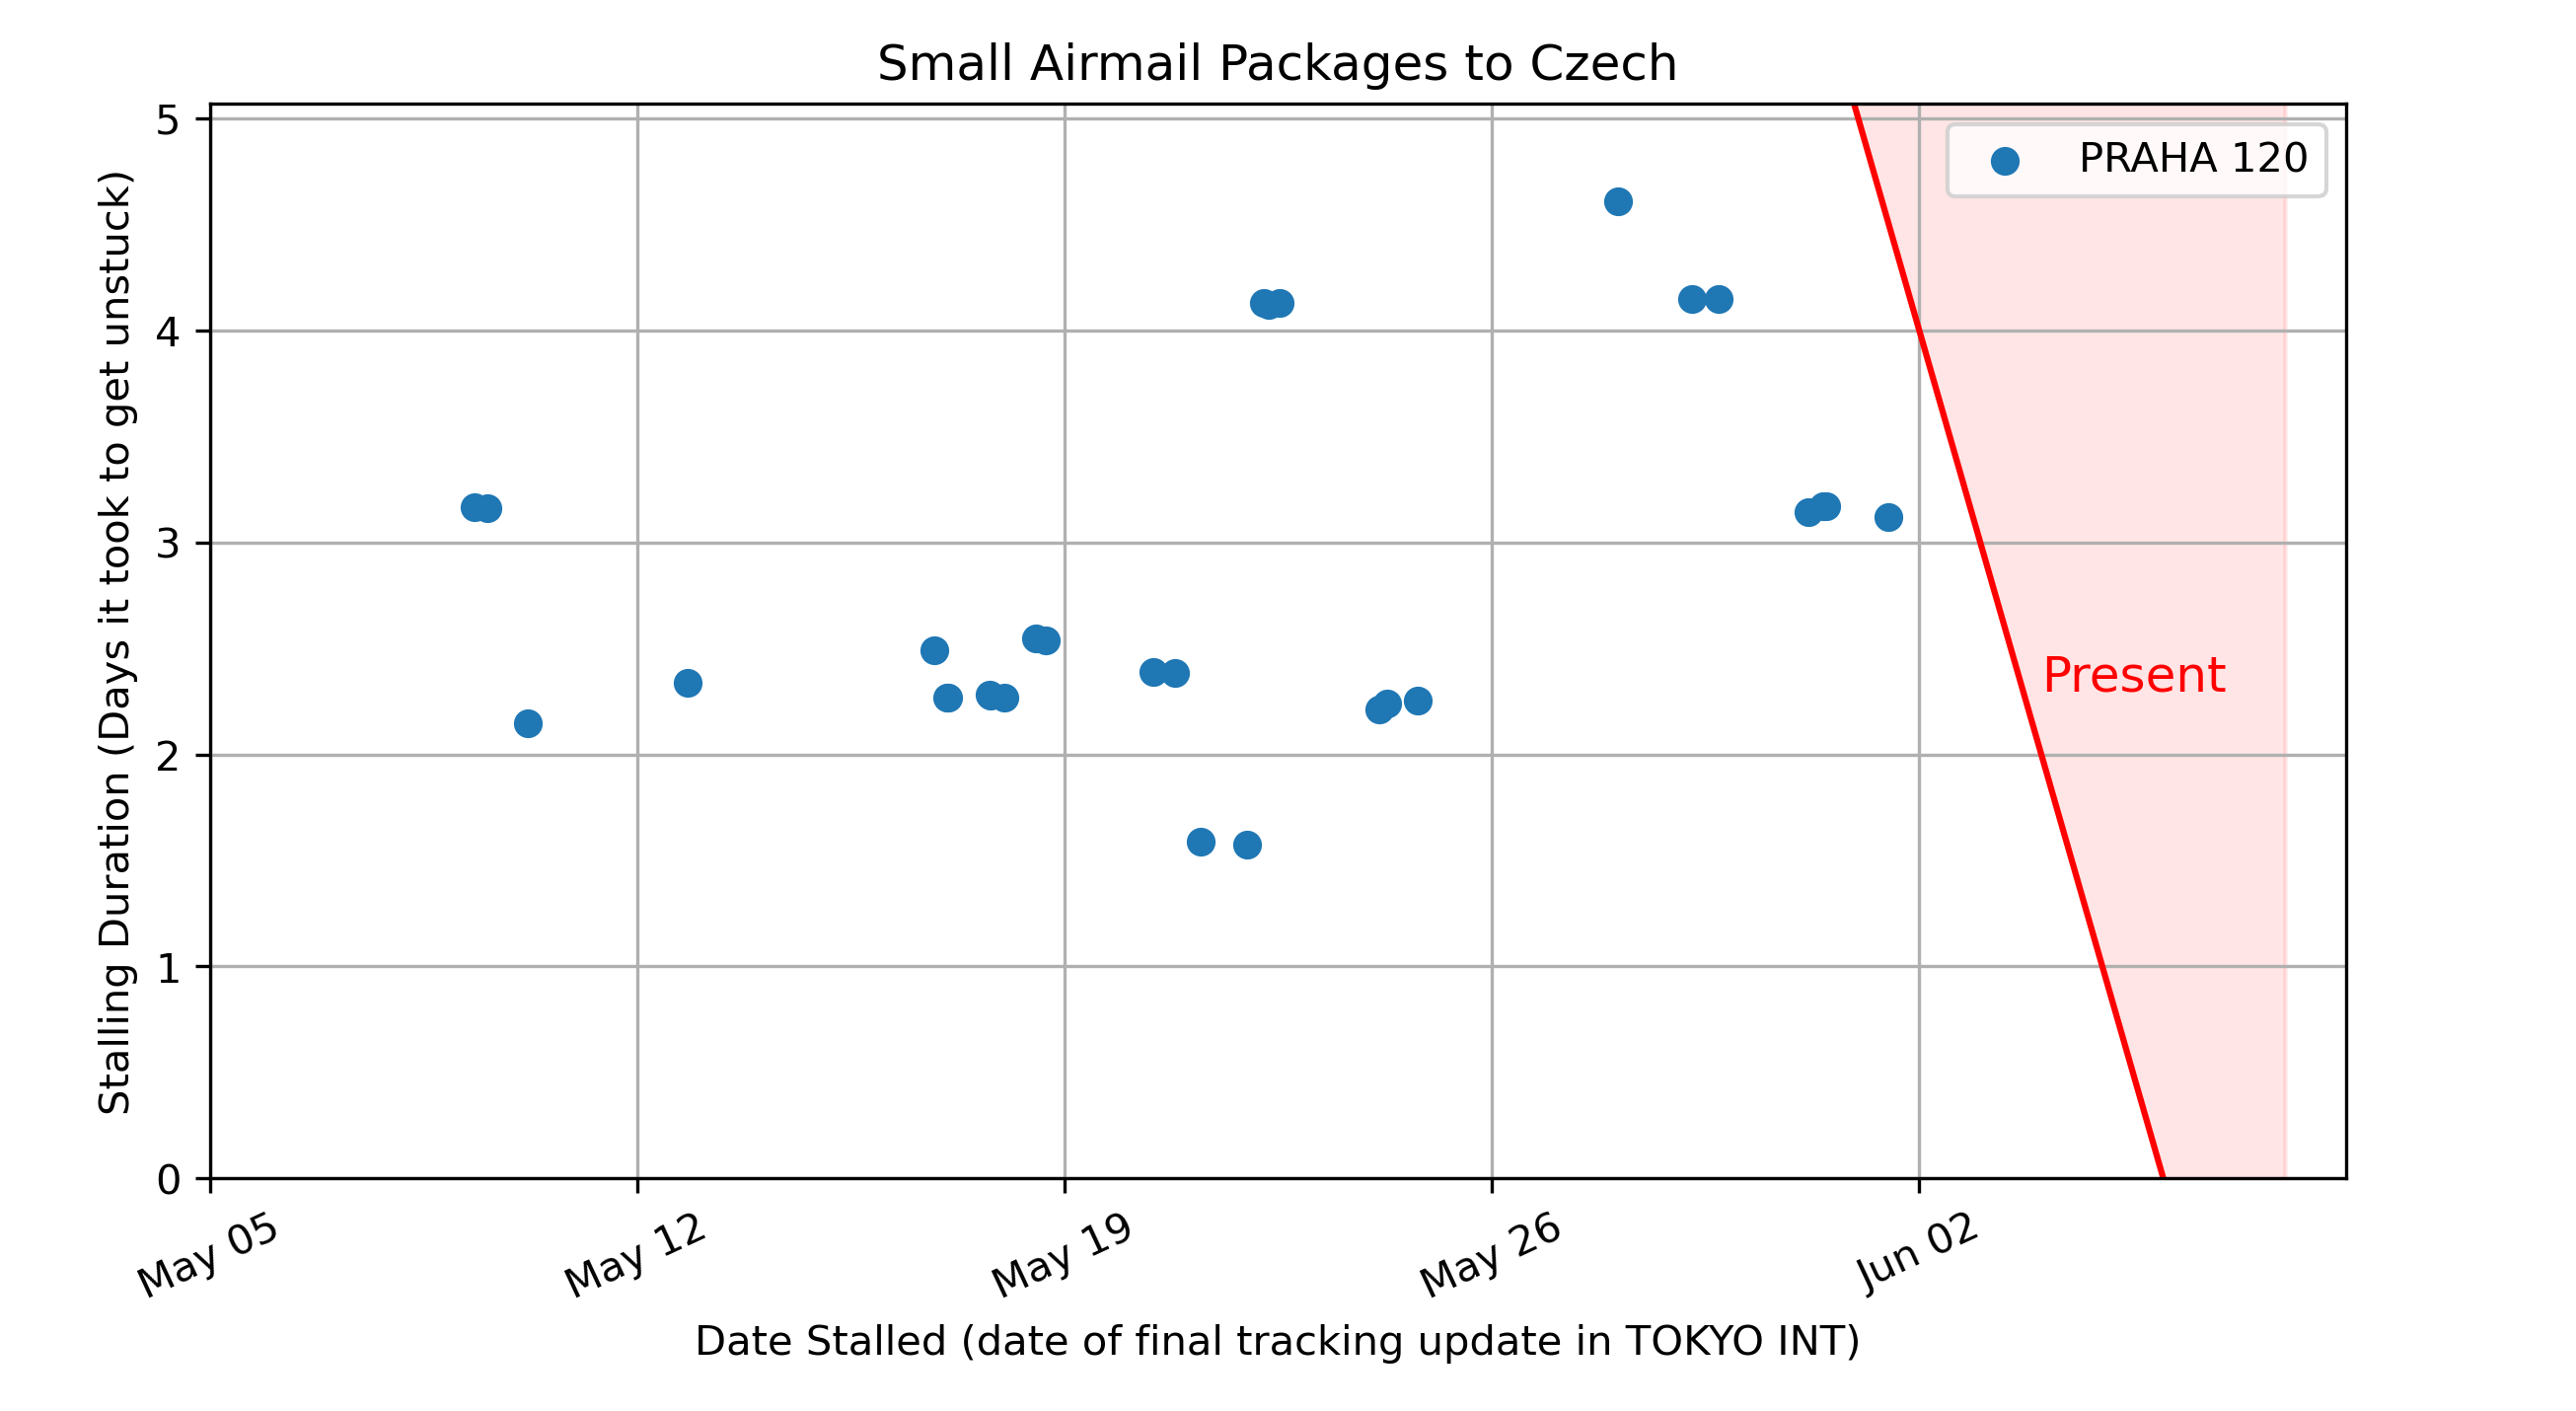 Small Airmail Packages to Czech
Stalling Duration (Days it took to get unstuck)
5
4
3
2
1
0
PRAHA 120
Present
May 05
May 12
May 19
May 26
Jun 02
Date Stalled (date of final tracking update in TOKYO INT)